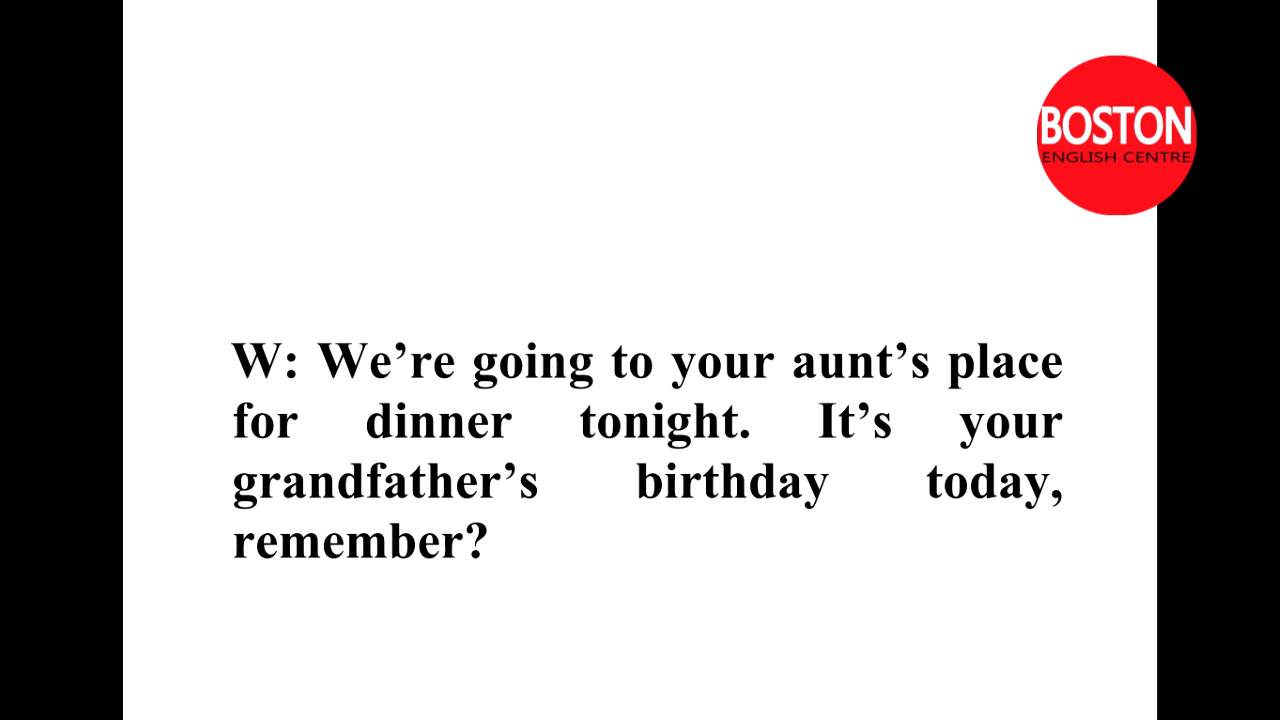 BOSTON
ENGLISH CENTRE
W: We’re going to your aunt’s place
for dinner tonight. It’s your
grandfather’s birthday today,
remember?